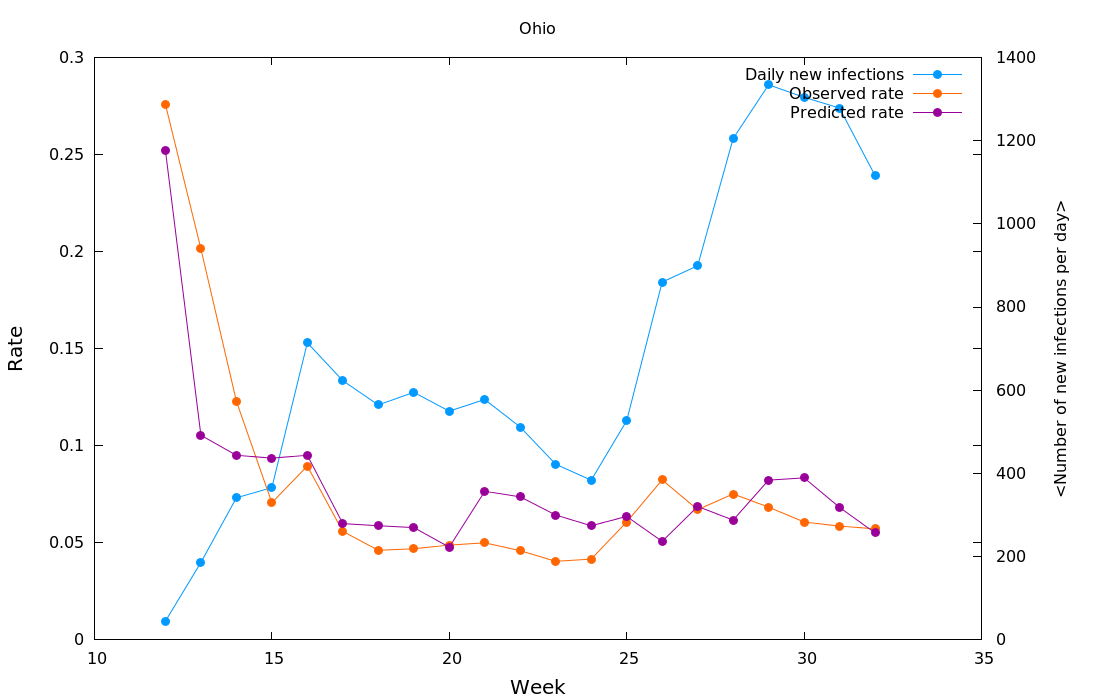 Ohio
Daily new infections
Observed rate
Predicted rate
0.3
0.25
0.2
0.15
0.1
0.05
0
Rate
1400
1200
1000
800
600
400
200
0
<Number of new infections per day>
10 15 20 25 30 35
Week